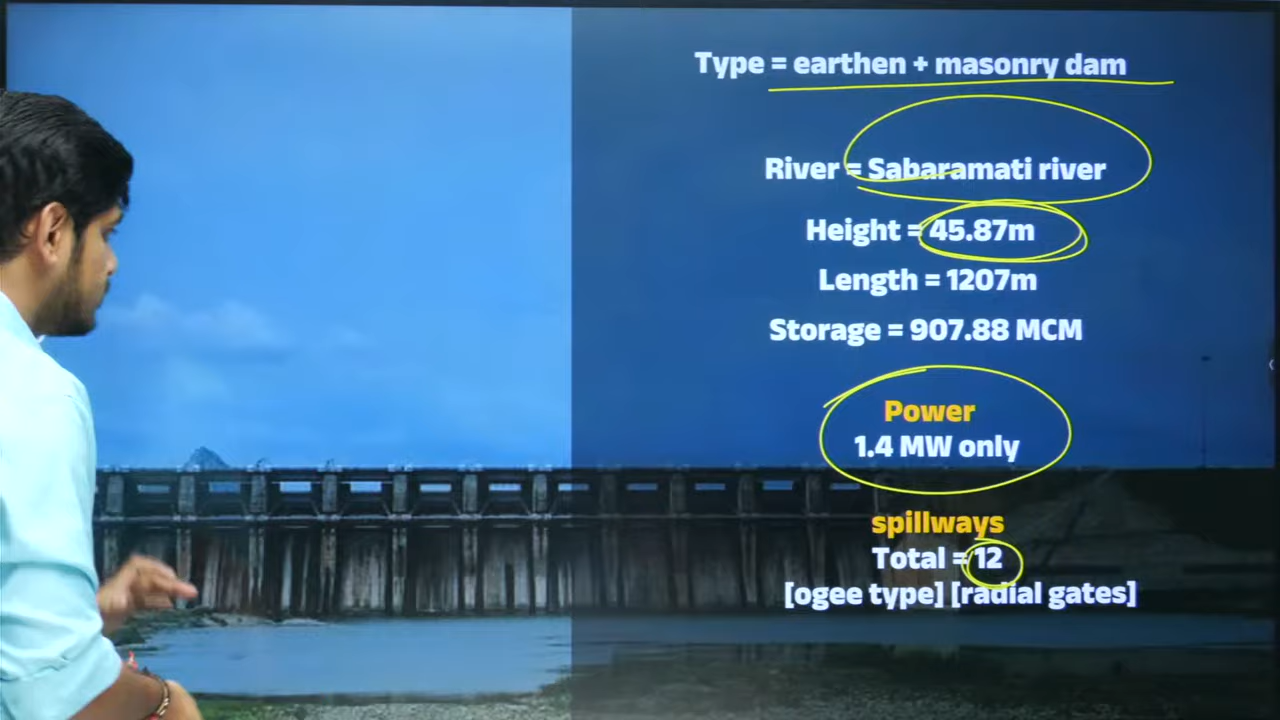 Type = earthen + masonry dam
River = Sabaramati river
Height = 45.87m
Length = 1207m
Storage = 907.88 MCM
Power
1.4 MW only
spillways
Total = 12
[ogee type] [radial gates]